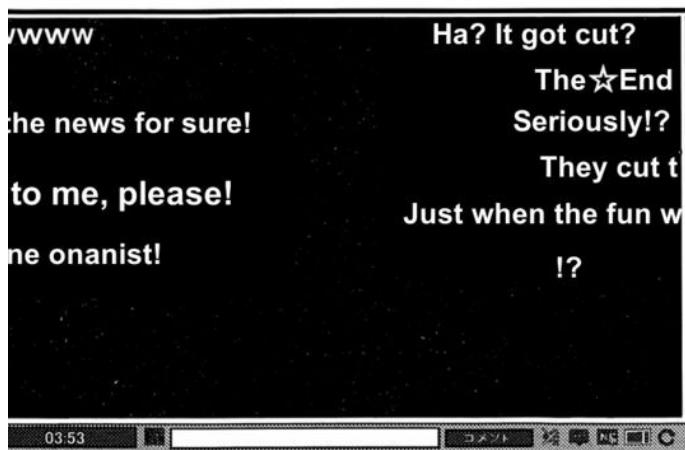 wwww
Ha? It got cut?
The☆End
the news for sure!
Seriously!?
They cut t
to me, please!
Just when the fun w
ne onanist!
!?
03:53
コメント
NG